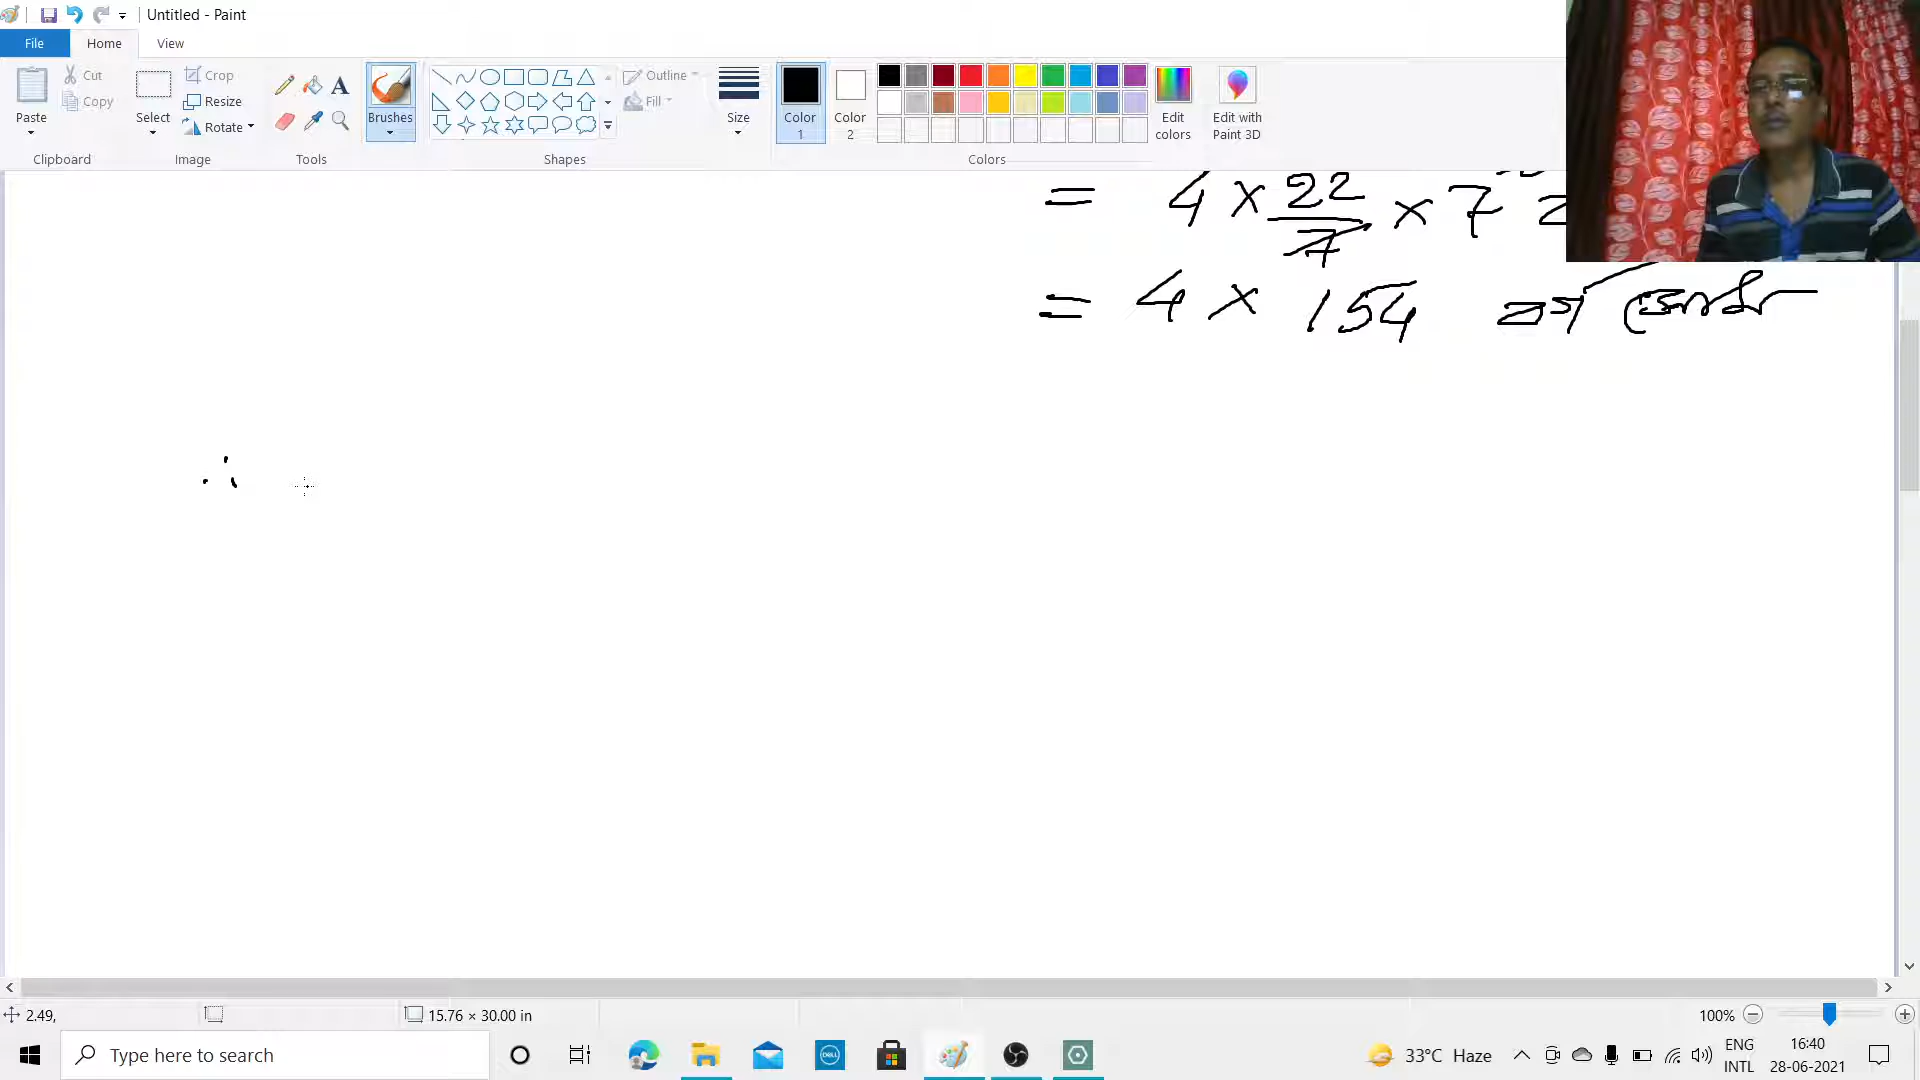 Untitled - Paint
File Home View
Paste Cut Copy Clipboard
Select Crop Resize Rotate Image
Tools
Brushes
Shapes
Outline Fill
Size
Color 1
Color 2
Colors
Edit colors
Edit with Paint 3D
= 4 × 22/7 × 7
= 4 × 154 বর্গ
∴
2.49,
15.76 × 30.00 in
100%
Type here to search
DELL
33°C Haze
ENG INTL
16:40
28-06-2021